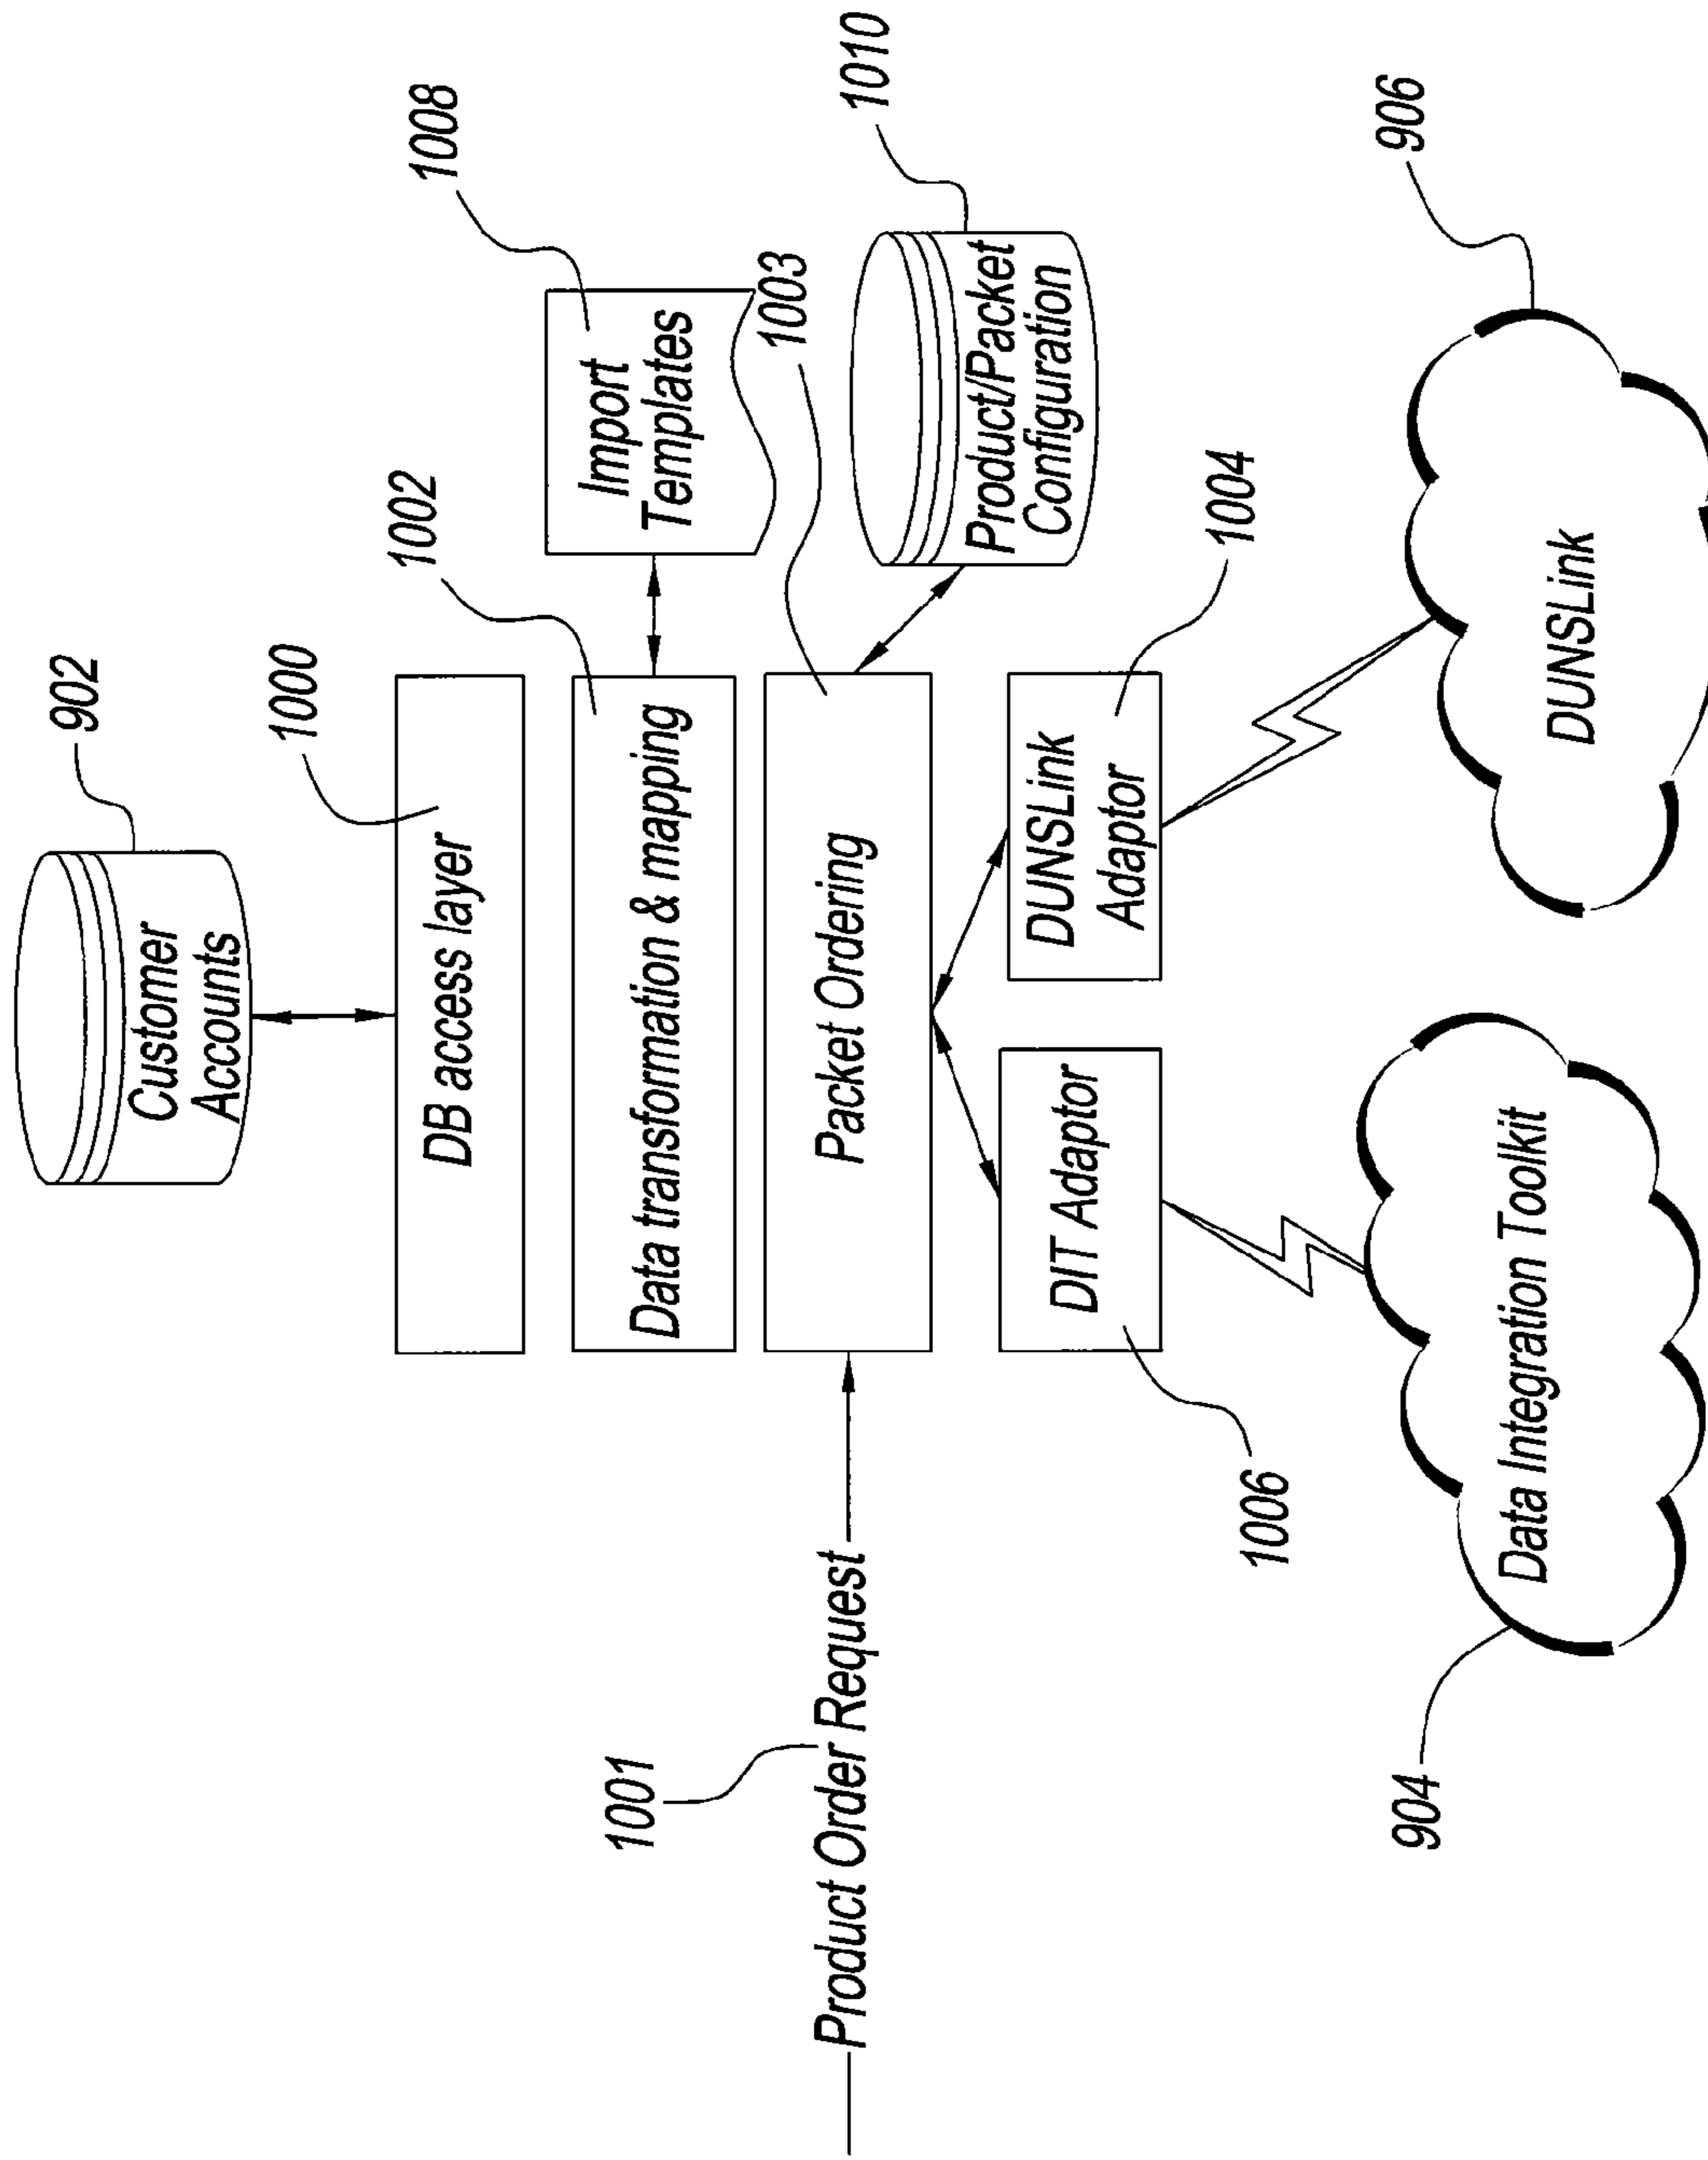 902
Customer
Accounts
1000
DB access layer
1002
Data transformation & mapping
1008
Import
Templates
1003
1001
Product Order Request
Packet Ordering
1010
Product/Packet
Configuration
1006
DIT Adaptor
DUNSLink
Adaptor
1004
904
Data Integration Toolkit
DUNSLink
906